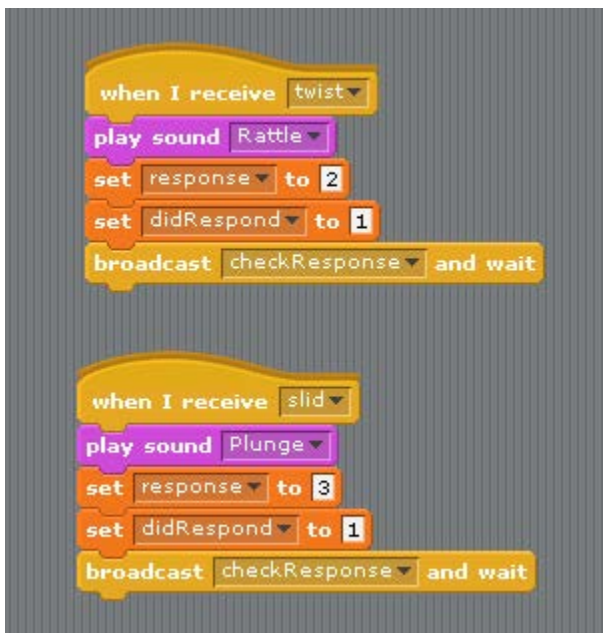 when I receive twist
play sound Rattle
set response to 2
set didRespond to 1
broadcast checkResponse and wait
when I receive slid
play sound Plunge
set response to 3
set didRespond to 1
broadcast checkResponse and wait